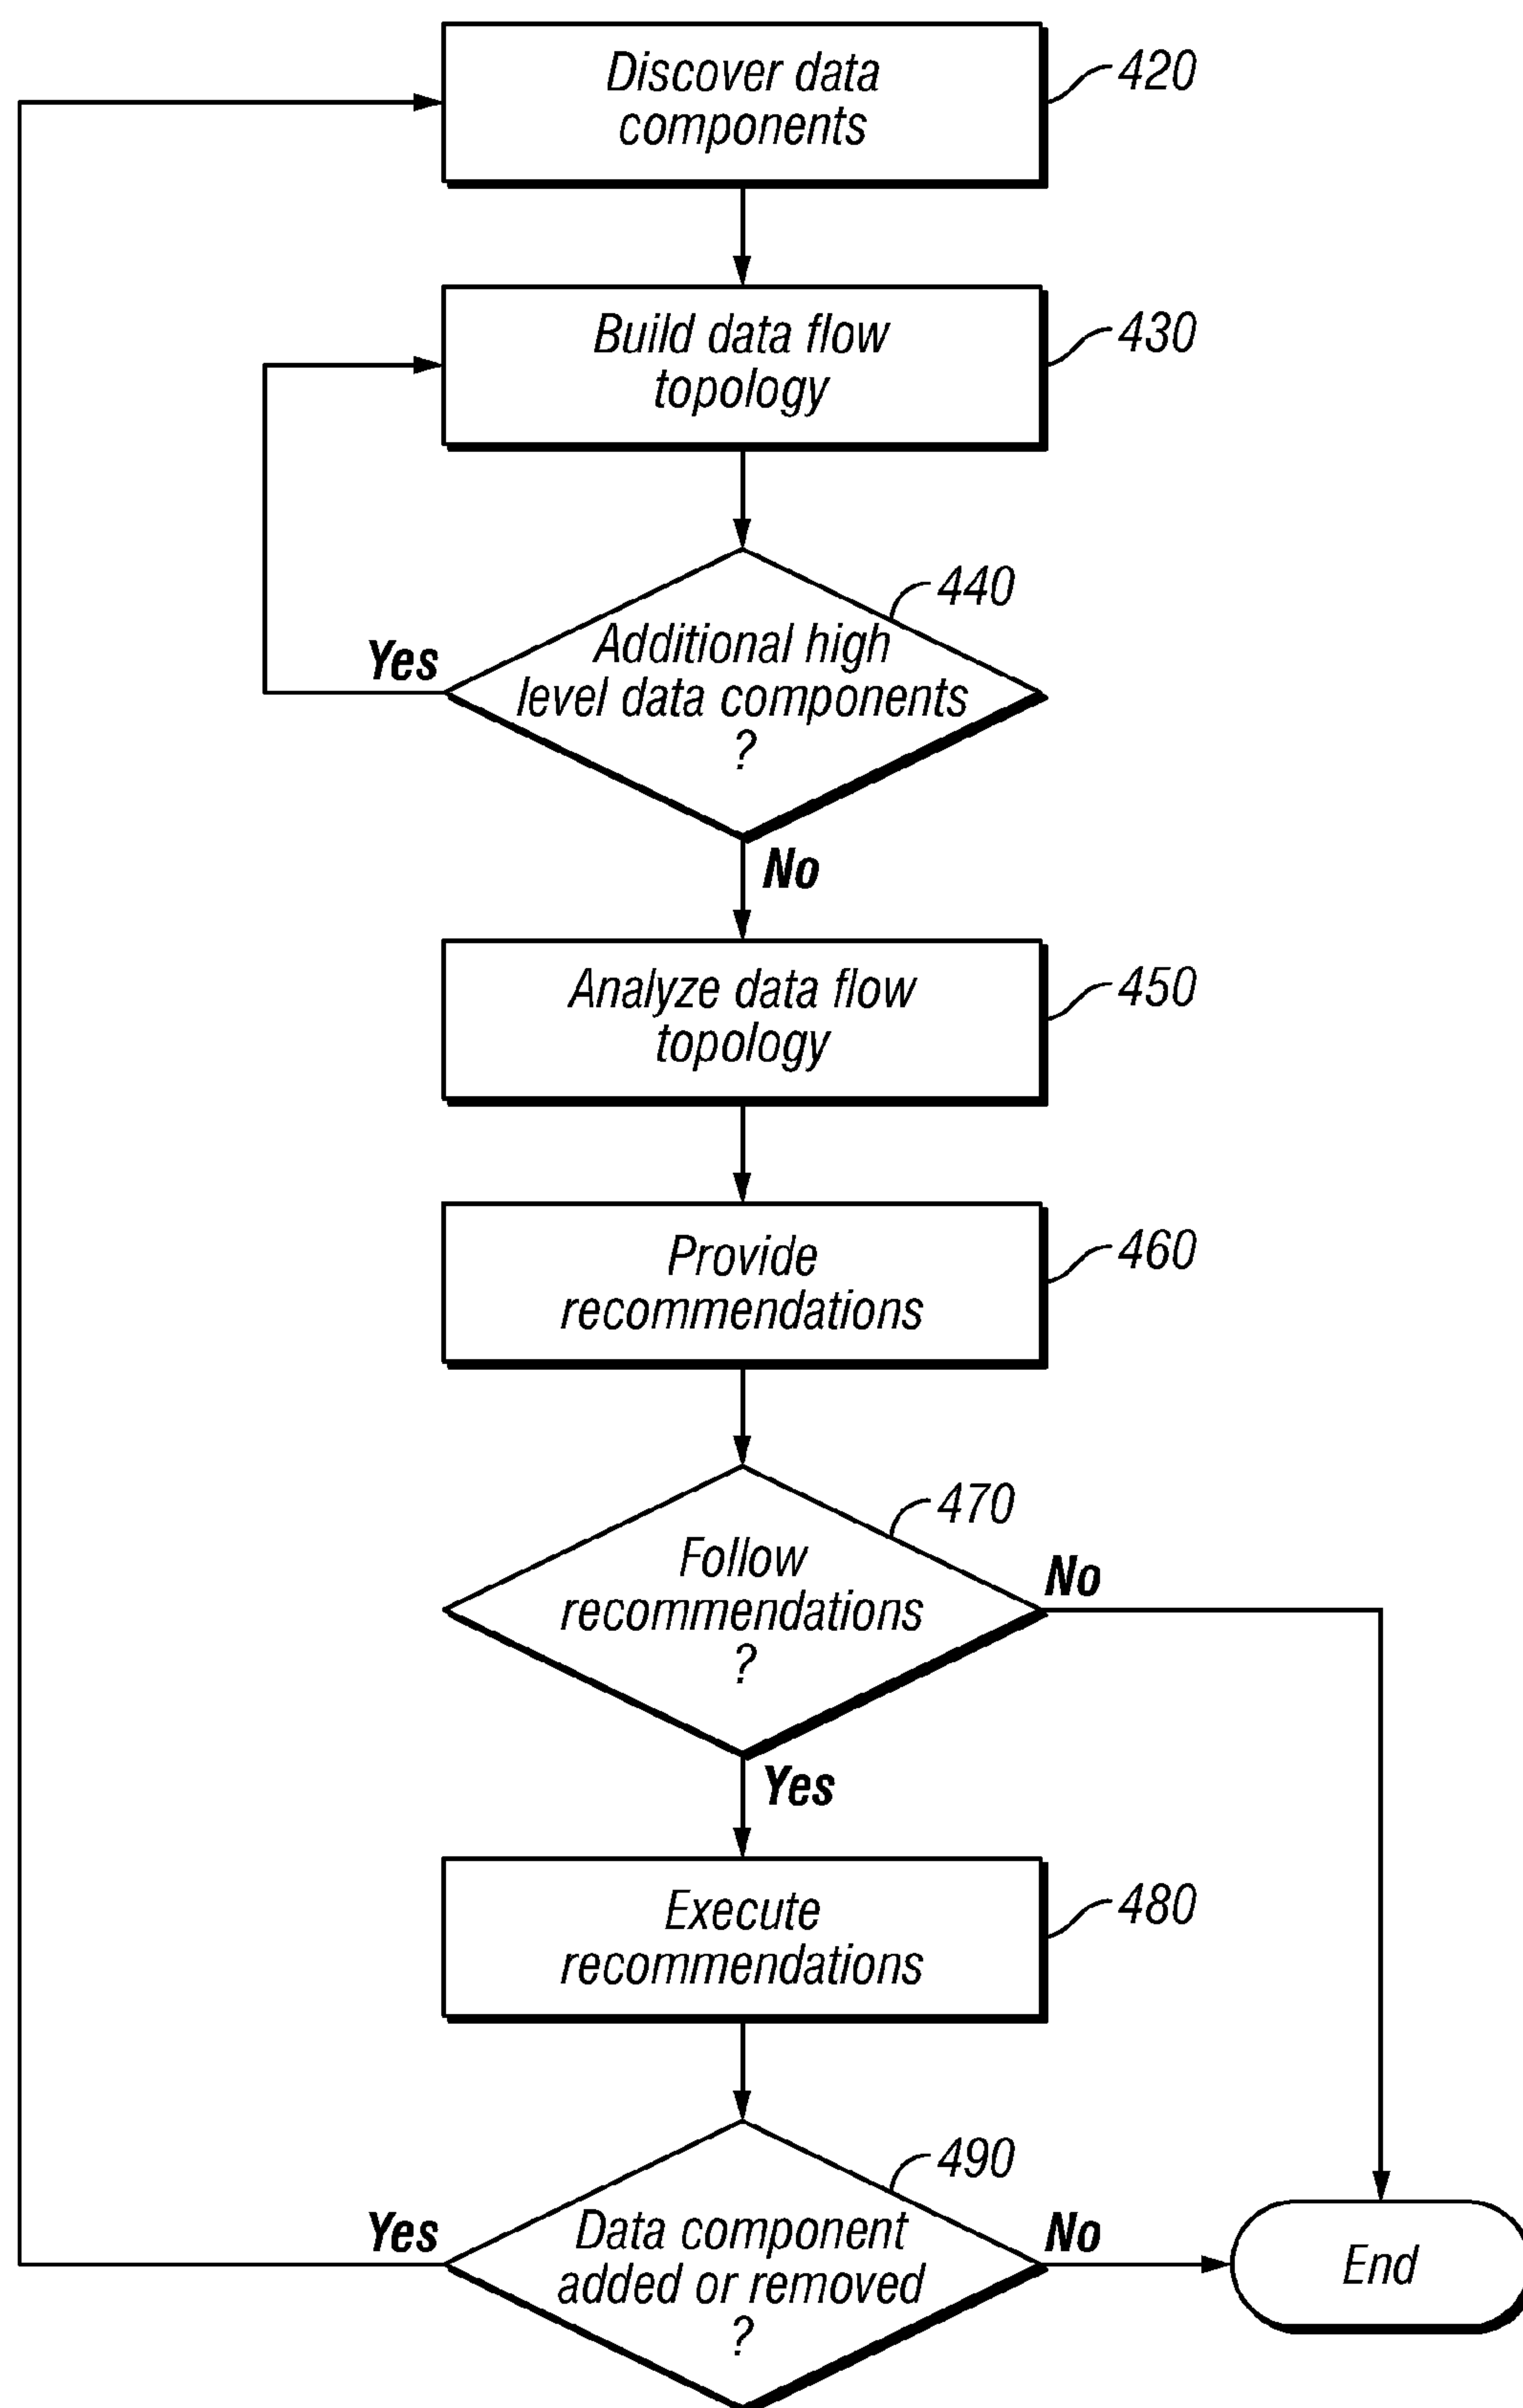 Discover data
components
420
Build data flow
topology
430
440
Additional high
level data components
?
Yes
No
Analyze data flow
topology
450
Provide
recommendations
460
470
Follow
recommendations
?
No
Yes
Execute
recommendations
480
490
Data component
added or removed
?
Yes
No
End